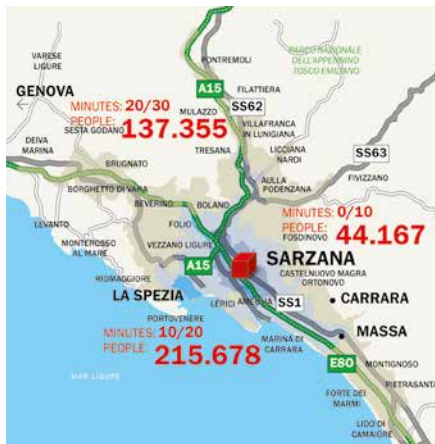 PONTREMOLI
PARCO NAZIONALE
DELL'APPENNINO
TOSCO EMILIANO
VARESE
LIGURE
GENOVA
A15
FILATTIERA
SS62
MINUTES: 20/30
MULAZZO
PEOPLE: 137.355
SESTA GODANO
VILLAFRANCA
IN LUNIGIANA
DEIVA
MARINA
TRESANA
LICCIANA
NARDI
SS63
BRUGNATO
AULLA
PODENZANA
FIVIZZANO
BORGHETTO DI VARA
BEVERINO
BOLANO
LEVANTO
FOLLO
MINUTES: 0/10
PEOPLE: 44.167
FOSDINOVO
MONTEROSSO
AL MARE
VEZZANO LIGURE
A15
SARZANA
CASTELNUOVO MAGRA
ORTONOVO
RIOMAGGIORE
LA SPEZIA
LERICI
AMEGLIA
SS1
CARRARA
PORTOVENERE
MINUTES: 10/20
PEOPLE: 215.678
MARINA DI
CARRARA
MASSA
E80
MONTIGNOSO
MAR LIGURE
FORTE DEI
MARMI
PIETRASANTA
LIDO DI
CAMAIORE